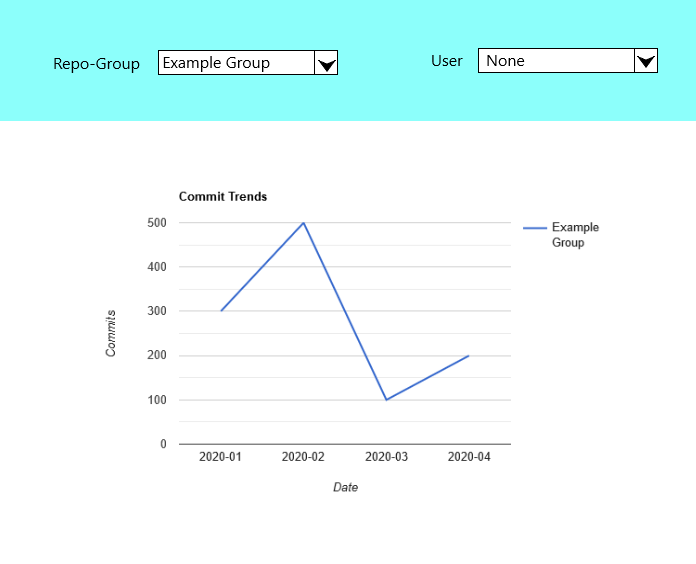 Repo-Group Example Group User None
Commit Trends
500
400
300
200
100
0
Commits
2020-01 2020-02 2020-03 2020-04
Date
Example
Group